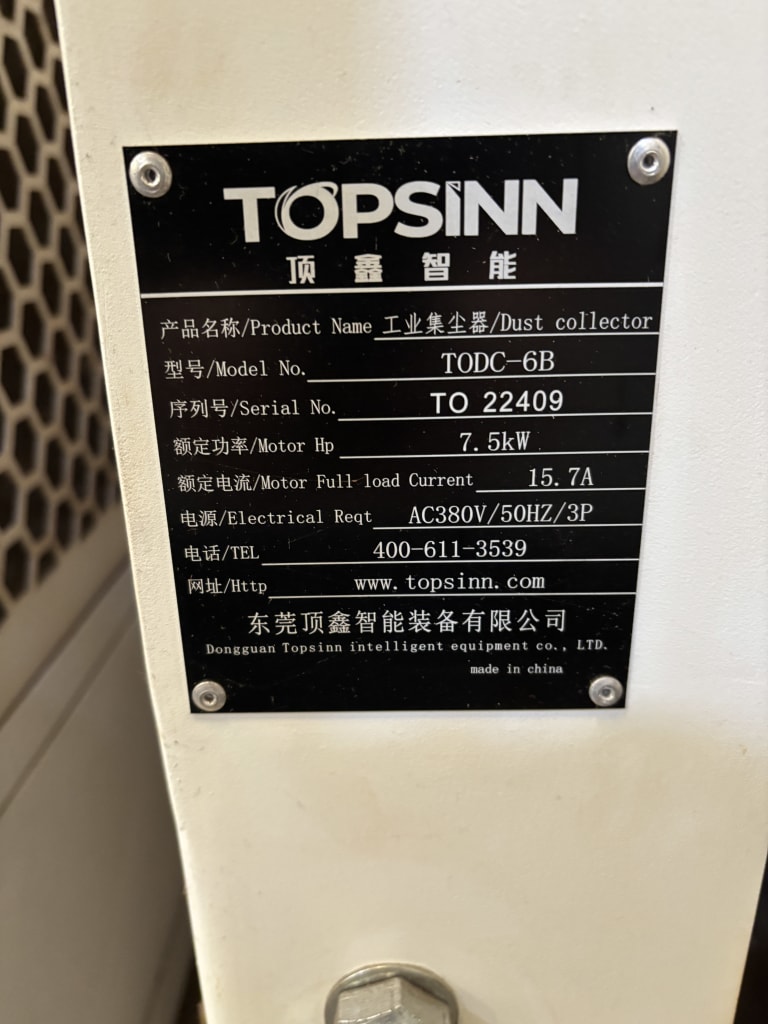 TOPSINN
顶鑫智能
产品名称/Product Name 工业集尘器/Dust collector
型号/Model No. TODC-6B
序列号/Serial No. TO 22409
额定功率/Motor Hp 7.5kW
额定电流/Motor Full load Current 15.7A
电源/Electrical Reqt AC380V/50HZ/3P
电话/TEL 400-611-3539
网址/Http www.topsinn.com
东莞顶鑫智能装备有限公司
Dongguan Topsinn intelligent equipment co., LTD.
made in china